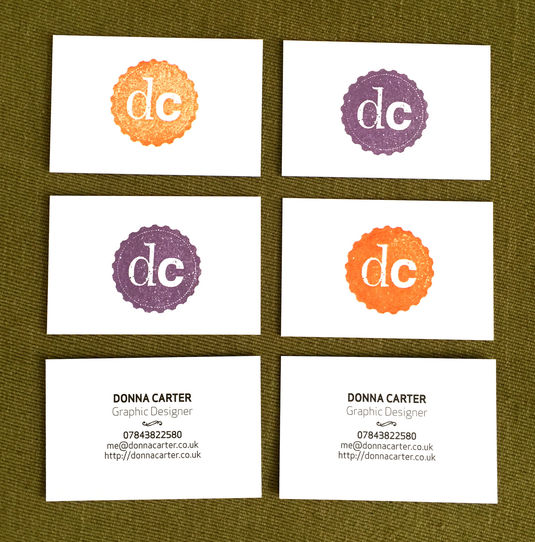 dc
dc
dc
dc
DONNA CARTER
Graphic Designer
07843822580
me@donnacarter.co.uk
http://donnacarter.co.uk
DONNA CARTER
Graphic Designer
07843822580
me@donnacarter.co.uk
http://donnacarter.co.uk